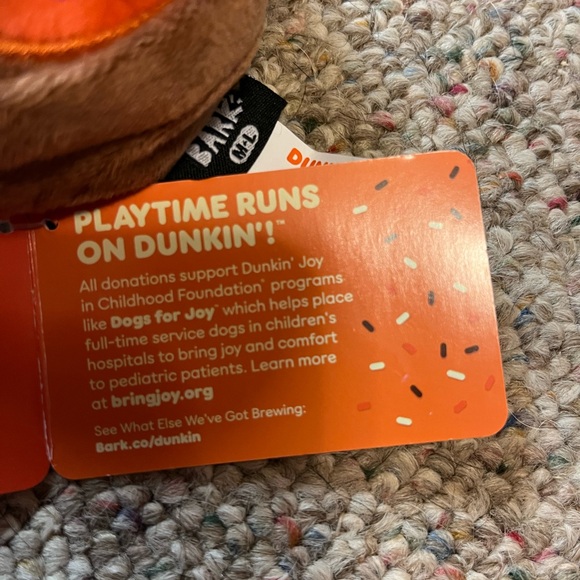 BARK
M-L
PLAYTIME RUNS
ON DUNKIN'!™
All donations support Dunkin' Joy
in Childhood Foundation® programs
like Dogs for Joy® which helps place
full-time service dogs in children's
hospitals to bring joy and comfort
to pediatric patients. Learn more
at bringjoy.org
See What Else We've Got Brewing:
Bark.co/dunkin